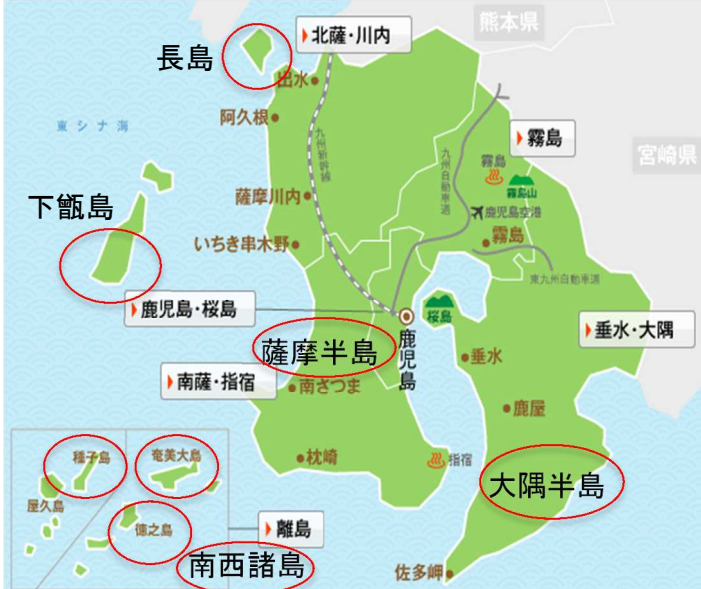 熊本県
北薩・川内
長島
出水
阿久根
東シナ海
九州新幹線
九州自動車道
霧島
霧島
霧島山
宮崎県
薩摩川内
鹿児島空港
下甑島
いちき串木野
霧島
東九州自動車道
鹿児島・桜島
桜島
鹿児島
垂水・大隅
薩摩半島
垂水
南薩・指宿
南さつま
鹿屋
種子島
奄美大島
枕崎
指宿
大隅半島
屋久島
徳之島
離島
南西諸島
佐多岬